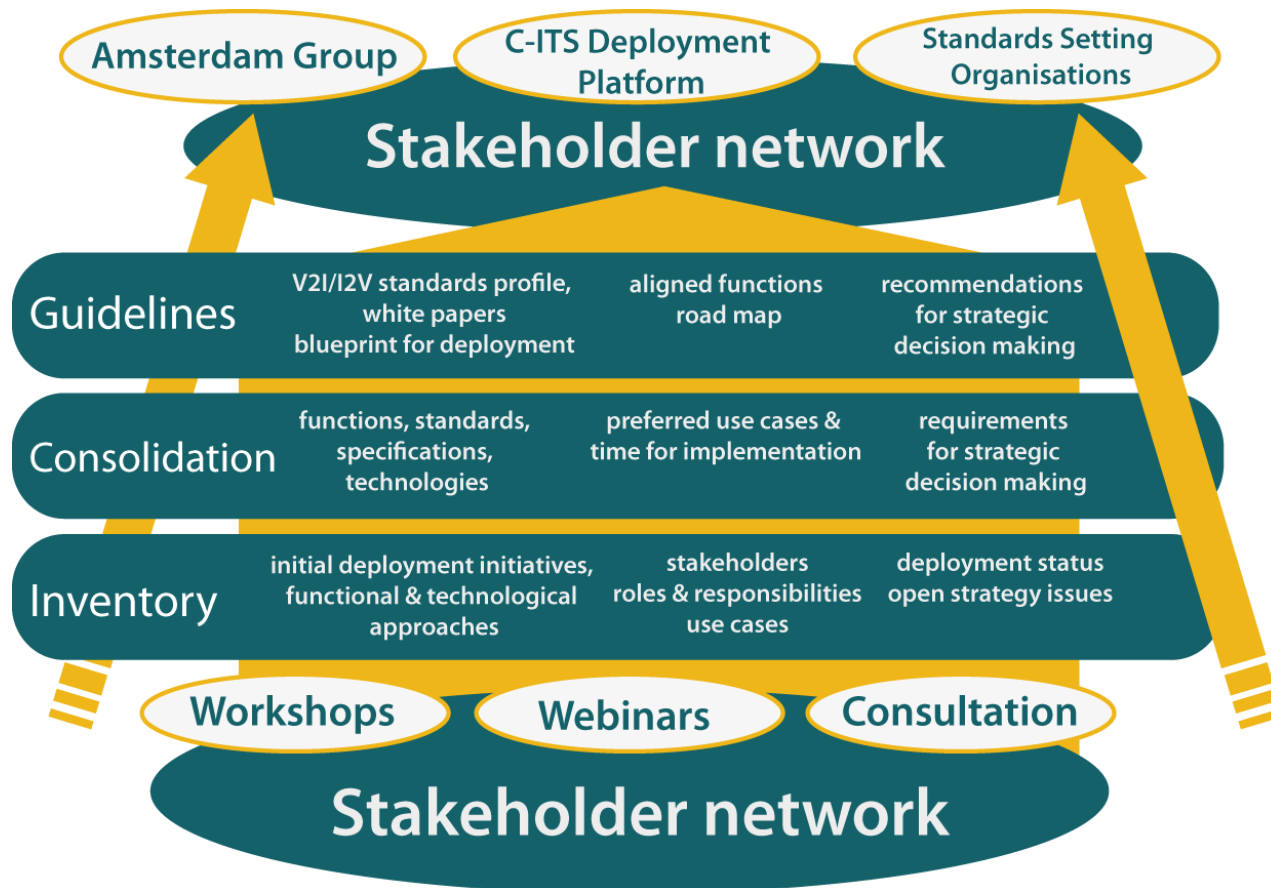 Amsterdam Group
C-ITS Deployment
Platform
Standards Setting
Organisations
Stakeholder network
Guidelines
V2I/I2V standards profile,
white papers
blueprint for deployment
aligned functions
road map
recommendations
for strategic
decision making
Consolidation
functions, standards,
specifications,
technologies
preferred use cases &
time for implementation
requirements
for strategic
decision making
Inventory
initial deployment initiatives,
functional & technological
approaches
stakeholders
roles & responsibilities
use cases
deployment status
open strategy issues
Workshops
Webinars
Consultation
Stakeholder network